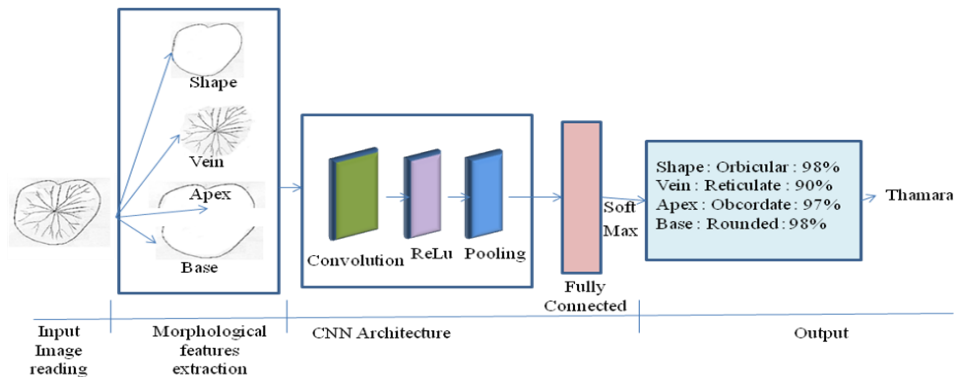 Shape
Vein
Apex
Base
Convolution
ReLu
Pooling
Fully
Connected
Soft
Max
Shape : Orbicular : 98%
Vein : Reticulate : 90%
Apex : Obcordate : 97%
Base : Rounded : 98%
Thamara
Input
Image
reading
Morphological
features
extraction
CNN Architecture
Output